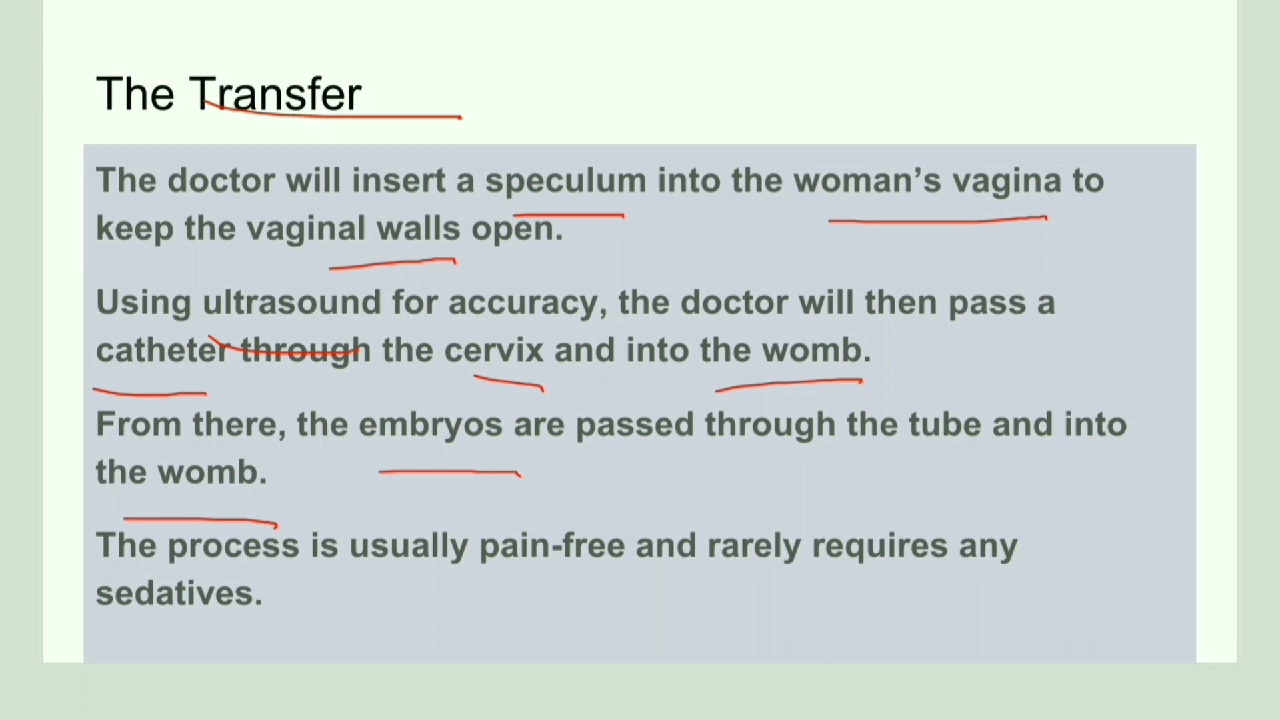 The Transfer
The doctor will insert a speculum into the woman’s vagina to
keep the vaginal walls open.
Using ultrasound for accuracy, the doctor will then pass a
catheter through the cervix and into the womb.
From there, the embryos are passed through the tube and into
the womb.
The process is usually pain-free and rarely requires any
sedatives.